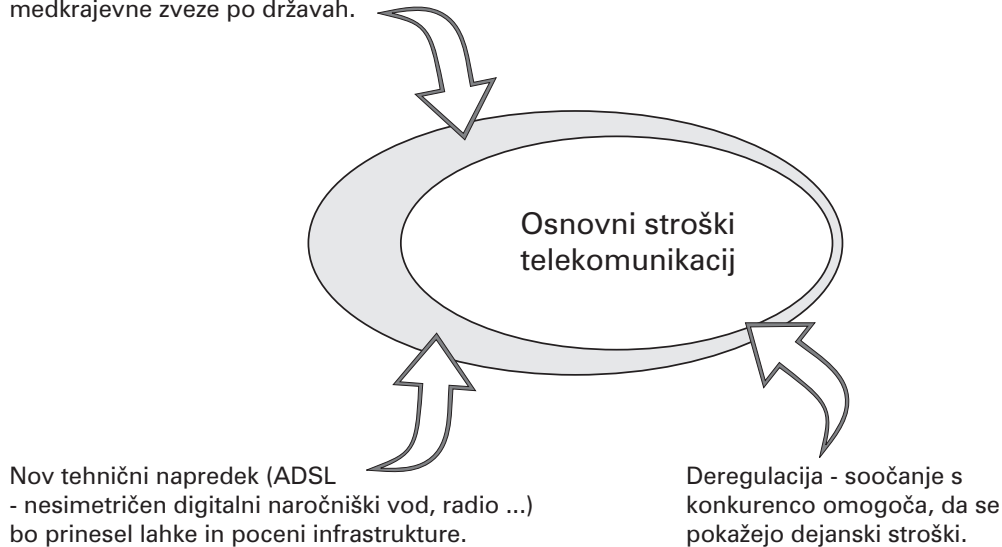 medkrajevne zveze po državah.
Osnovni stroški
telekomunikacij
Nov tehnični napredek (ADSL
- nesimetričen digitalni naročniški vod, radio ...)
bo prinesel lahke in poceni infrastrukture.
Deregulacija - soočanje s
konkurenco omogoča, da se
pokažejo dejanski stroški.